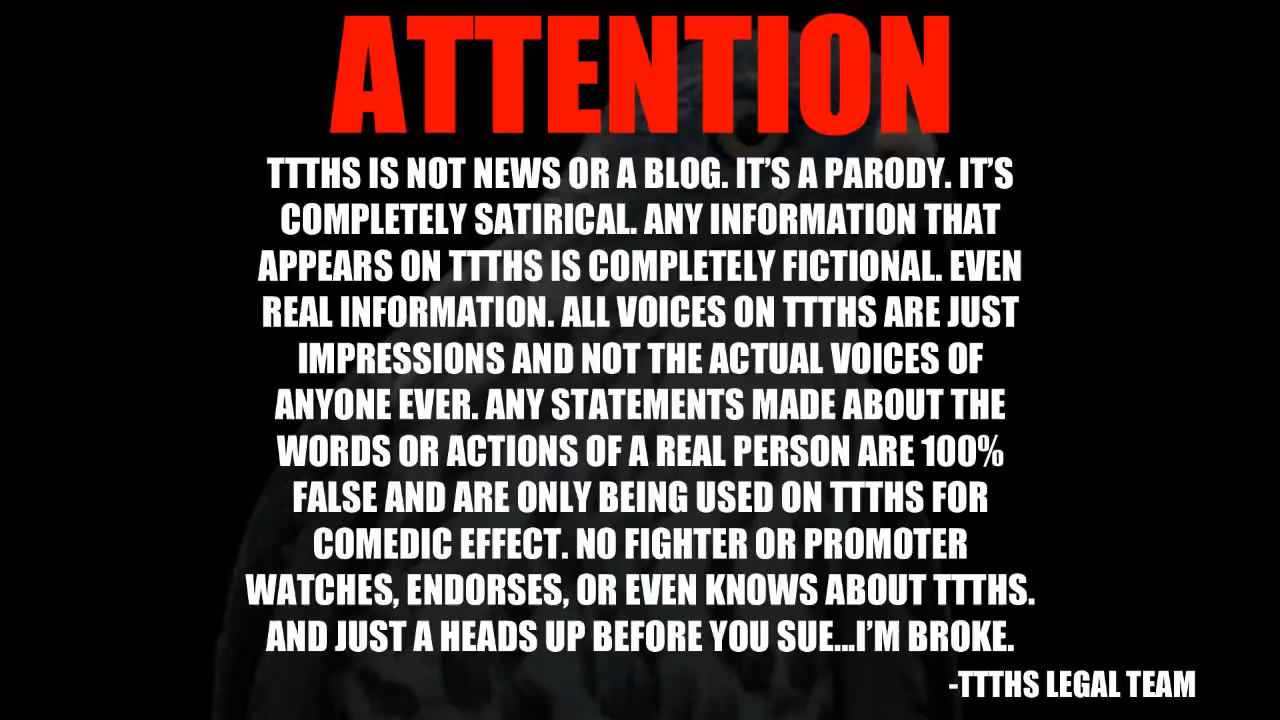 ATTENTION
TTTHS IS NOT NEWS OR A BLOG. IT'S A PARODY. IT'S
COMPLETELY SATIRICAL. ANY INFORMATION THAT
APPEARS ON TTTHS IS COMPLETELY FICTIONAL. EVEN
REAL INFORMATION. ALL VOICES ON TTTHS ARE JUST
IMPRESSIONS AND NOT THE ACTUAL VOICES OF
ANYONE EVER. ANY STATEMENTS MADE ABOUT THE
WORDS OR ACTIONS OF A REAL PERSON ARE 100%
FALSE AND ARE ONLY BEING USED ON TTTHS FOR
COMEDIC EFFECT. NO FIGHTER OR PROMOTER
WATCHES, ENDORSES, OR EVEN KNOWS ABOUT TTTHS.
AND JUST A HEADS UP BEFORE YOU SUE...I'M BROKE.
-TTTHS LEGAL TEAM